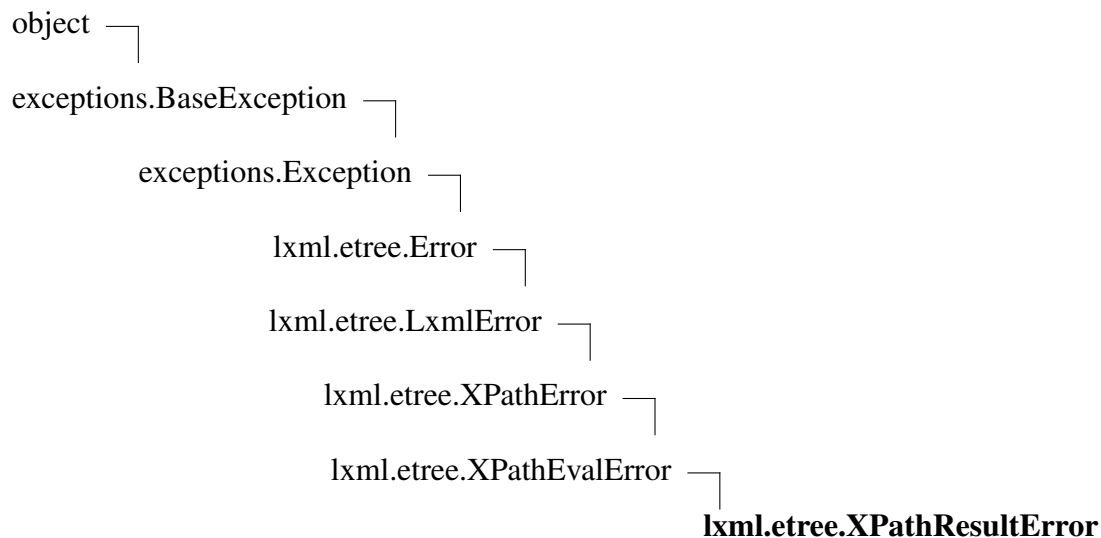 object
exceptions.BaseException
exceptions.Exception
lxml.etree.Error
lxml.etree.LxmlError
lxml.etree.XPathError
lxml.etree.XPathEvalError
lxml.etree.XPathResultError